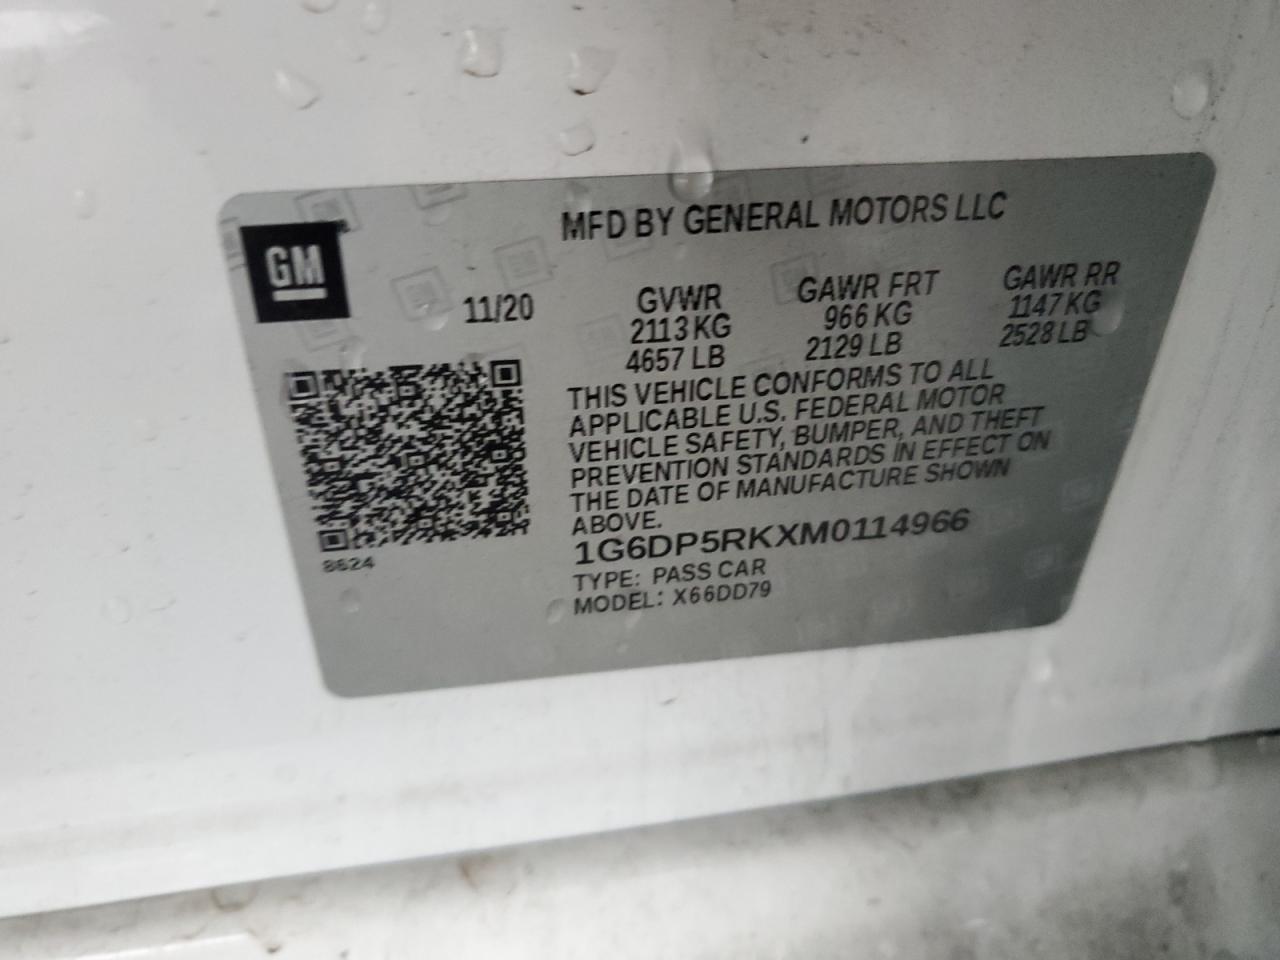 GM
MFD BY GENERAL MOTORS LLC
11/20
GVWR
2113 KG
4657 LB
GAWR FRT
966 KG
2129 LB
GAWR RR
1147 KG
2528 LB
THIS VEHICLE CONFORMS TO ALL
APPLICABLE U.S. FEDERAL MOTOR
VEHICLE SAFETY, BUMPER, AND THEFT
PREVENTION STANDARDS IN EFFECT ON
THE DATE OF MANUFACTURE SHOWN
ABOVE.
1G6DP5RKXM0114966
TYPE: PASS CAR
MODEL: X66DD79
8624